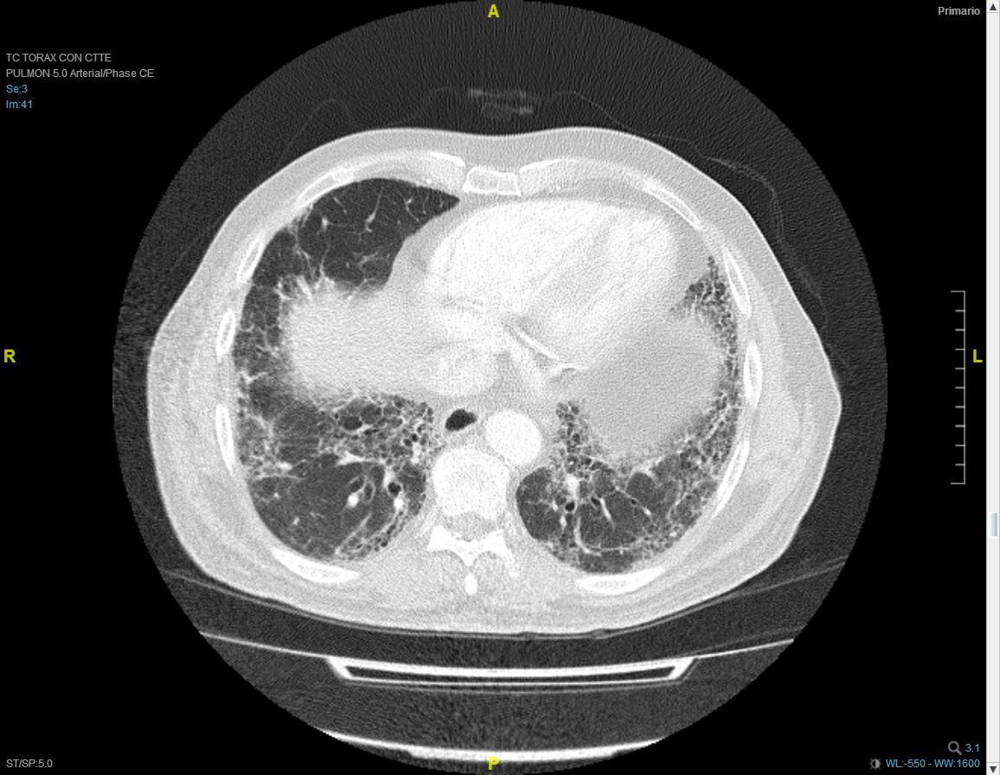 A
Primario
TC TORAX CON CTTE
PULMON 5.0 Arterial/Phase CE
Se:3
Im:41
R
L
3.1
ST/SP:5.0
P
WL:-550 - WW:1600